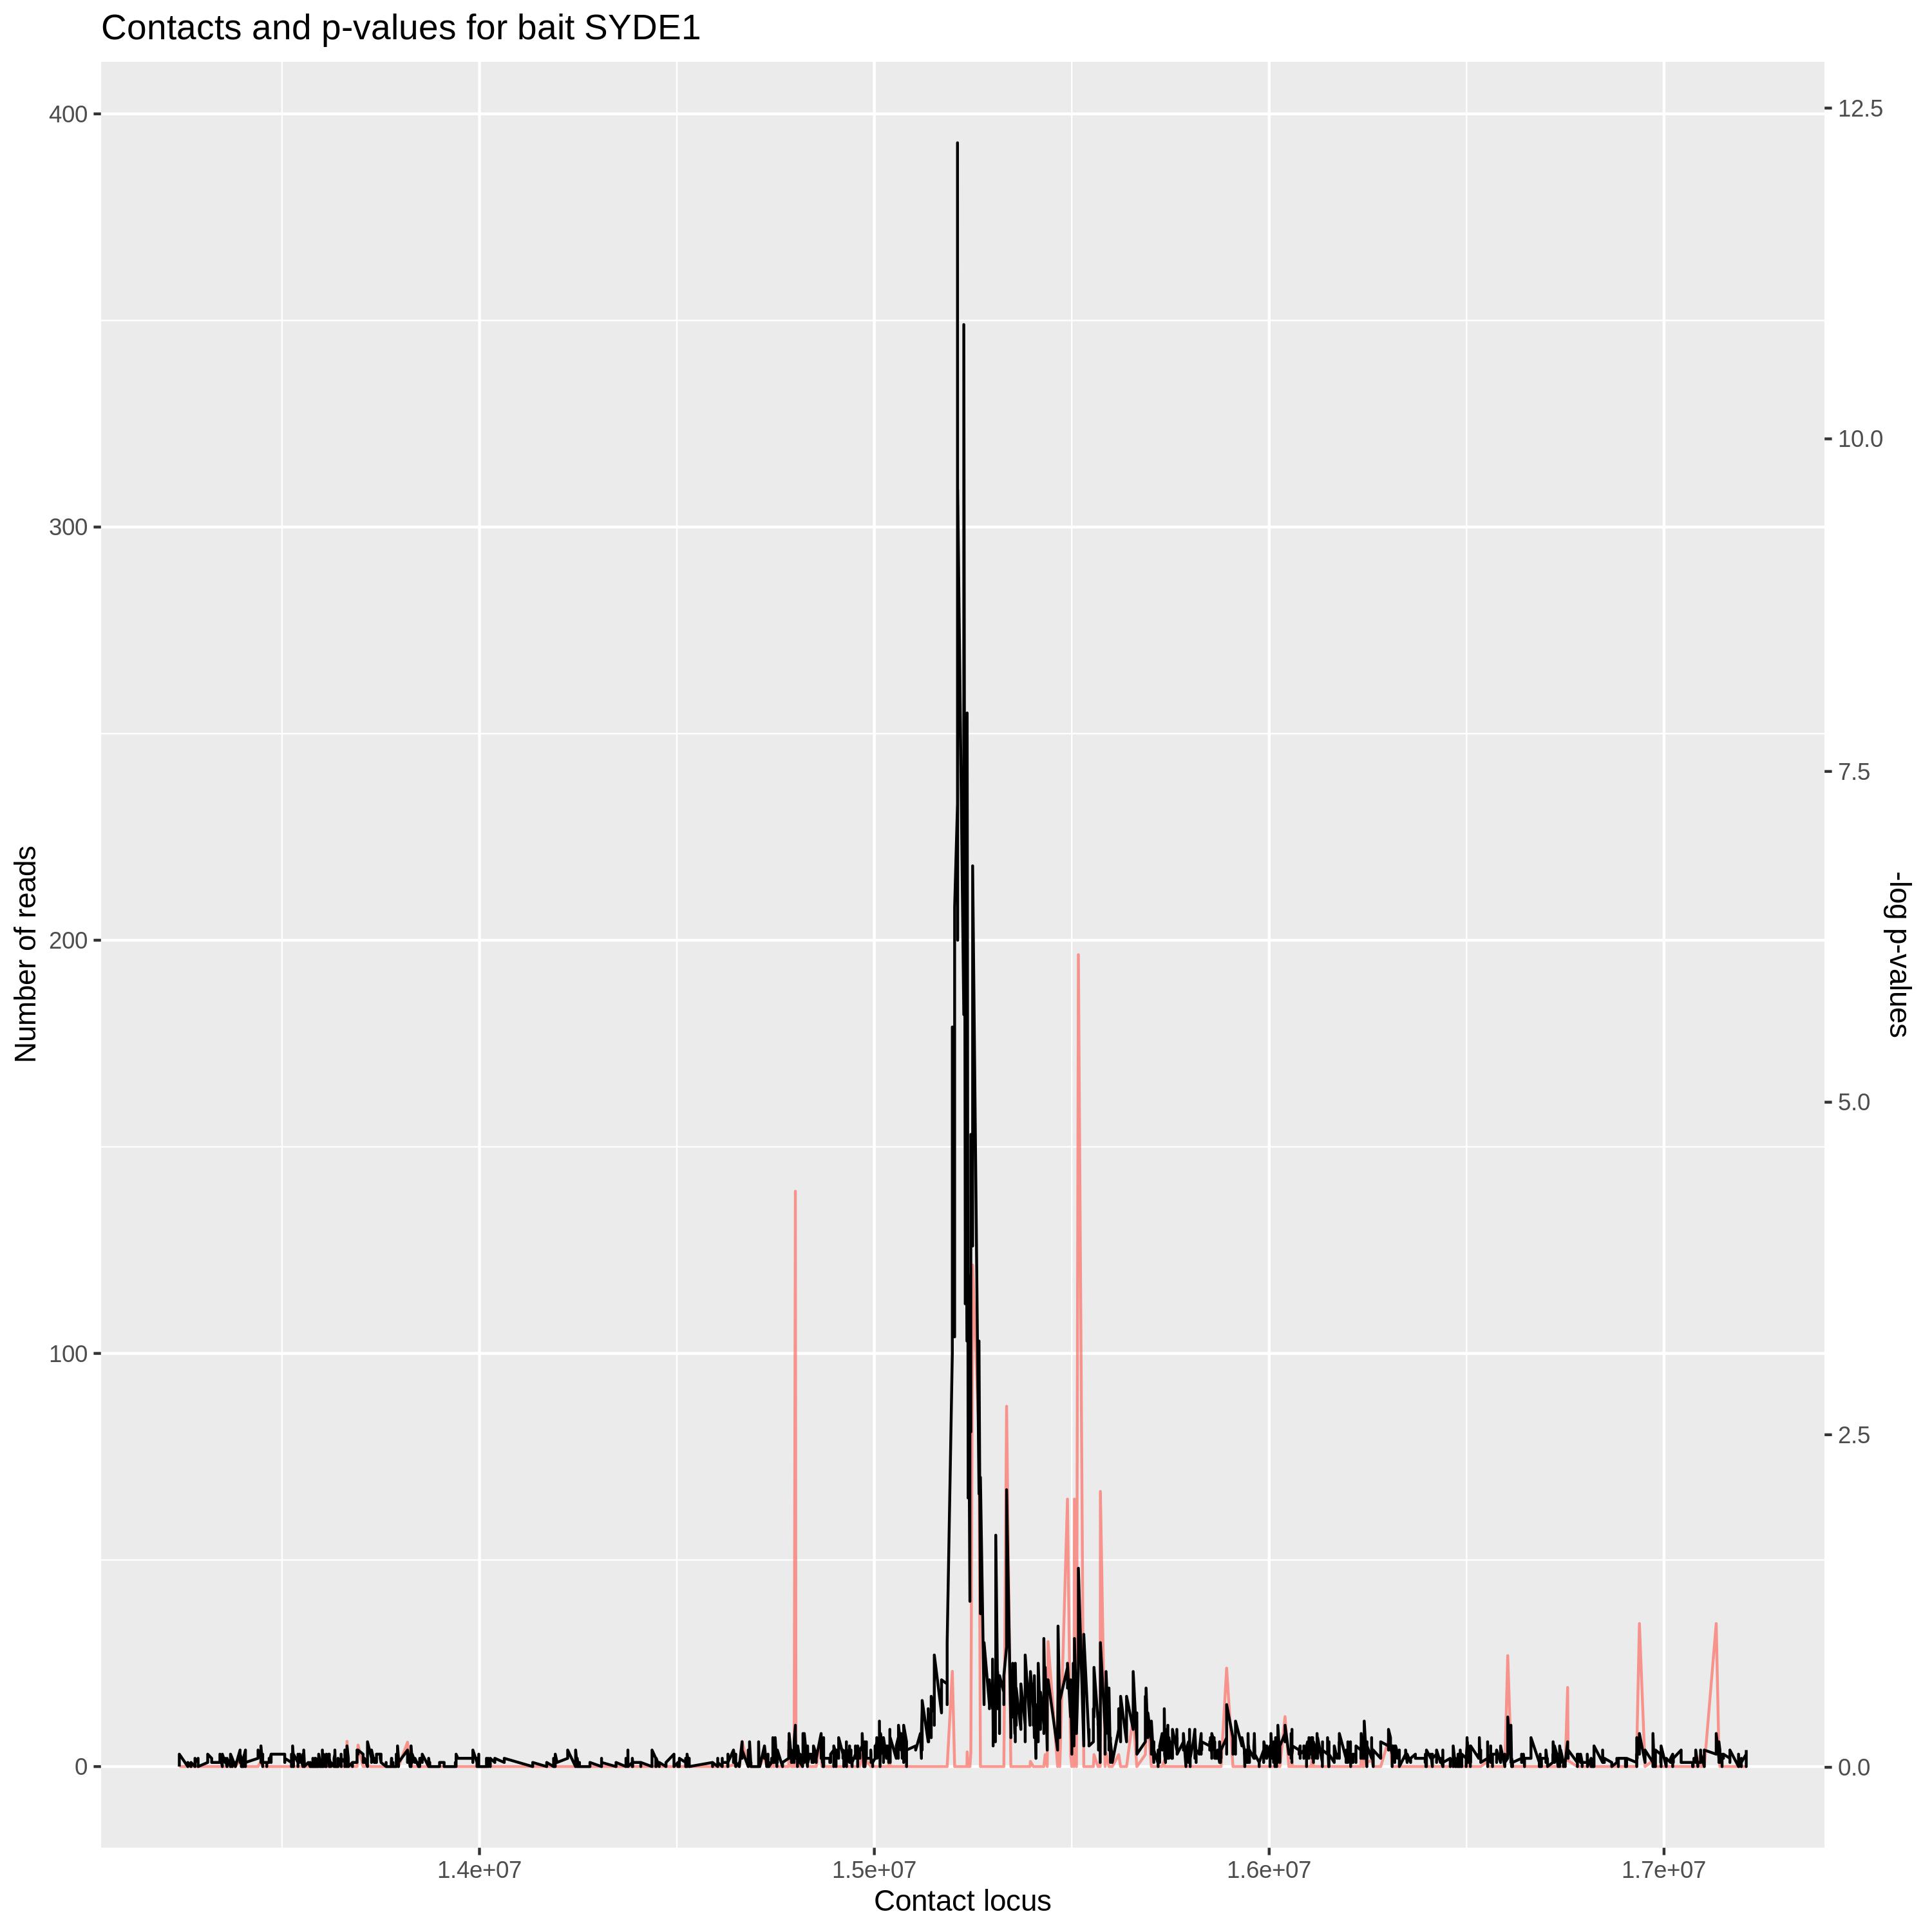 Contacts and p-values for bait SYDE1
400
300
200
100
0
Number of reads
12.5
10.0
7.5
5.0
2.5
0.0
-log p-values
1.4e+07
1.5e+07
1.6e+07
1.7e+07
Contact locus